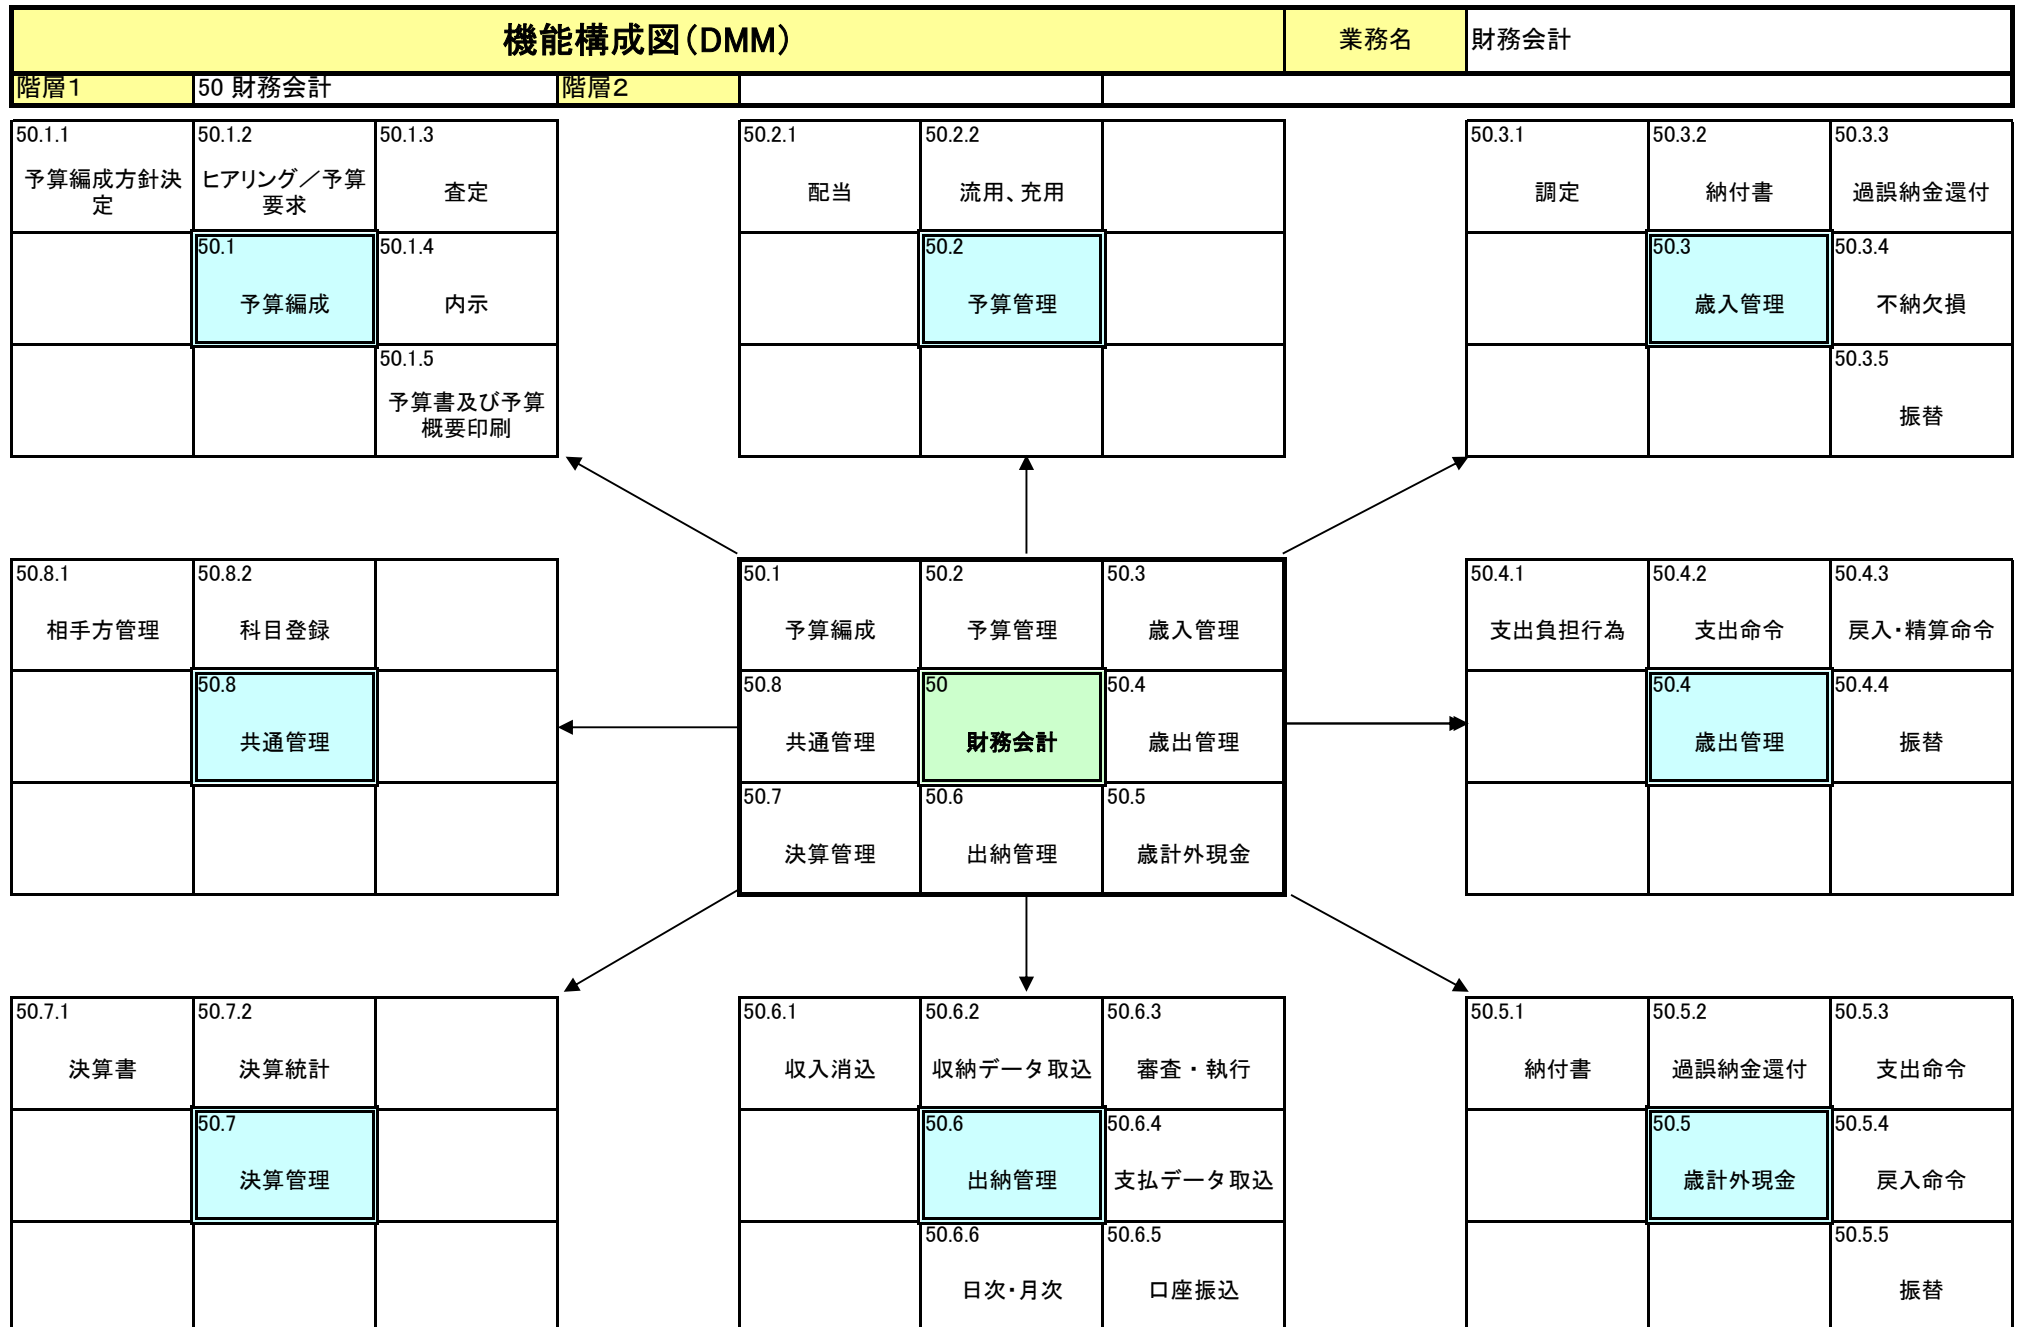 機能構成図(DMM)
業務名
財務会計
階層1
50 財務会計
階層2
50.1.1
予算編成方針決
定
50.1.2
ヒアリング／予算
要求
50.1.3
査定
50.1
予算編成
50.1.4
内示
50.1.5
予算書及び予算
概要印刷
50.2.1
配当
50.2.2
流用、充用
50.2
予算管理
50.3.1
調定
50.3.2
納付書
50.3.3
過誤納金還付
50.3
歳入管理
50.3.4
不納欠損
50.3.5
振替
50.8.1
相手方管理
50.8.2
科目登録
50.8
共通管理
50.1
予算編成
50.2
予算管理
50.3
歳入管理
50.8
共通管理
50
財務会計
50.4
歳出管理
50.7
決算管理
50.6
出納管理
50.5
歳計外現金
50.4.1
支出負担行為
50.4.2
支出命令
50.4.3
戻入・精算命令
50.4
歳出管理
50.4.4
振替
50.7.1
決算書
50.7.2
決算統計
50.7
決算管理
50.6.1
収入消込
50.6.2
収納データ取込
50.6.3
審査・執行
50.6
出納管理
50.6.4
支払データ取込
50.6.6
日次・月次
50.6.5
口座振込
50.5.1
納付書
50.5.2
過誤納金還付
50.5.3
支出命令
50.5
歳計外現金
50.5.4
戻入命令
50.5.5
振替